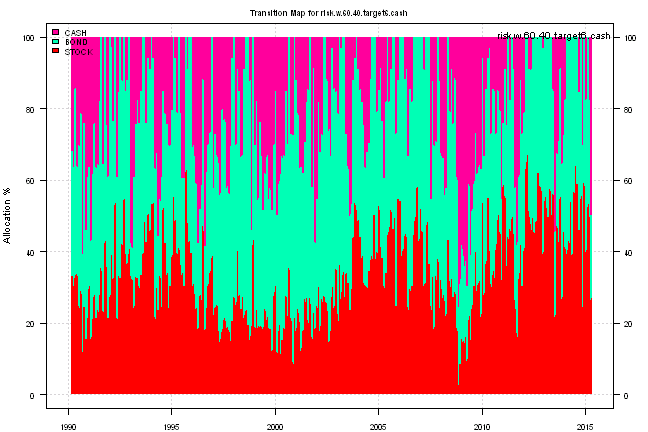 Transition Map for risk.w.60.40.target6.cash
CASH
BOND
STOCK
risk.w.60.40.target6.cash
Allocation %
100
80
60
40
20
0
100
80
60
40
20
0
1990 1995 2000 2005 2010 2015